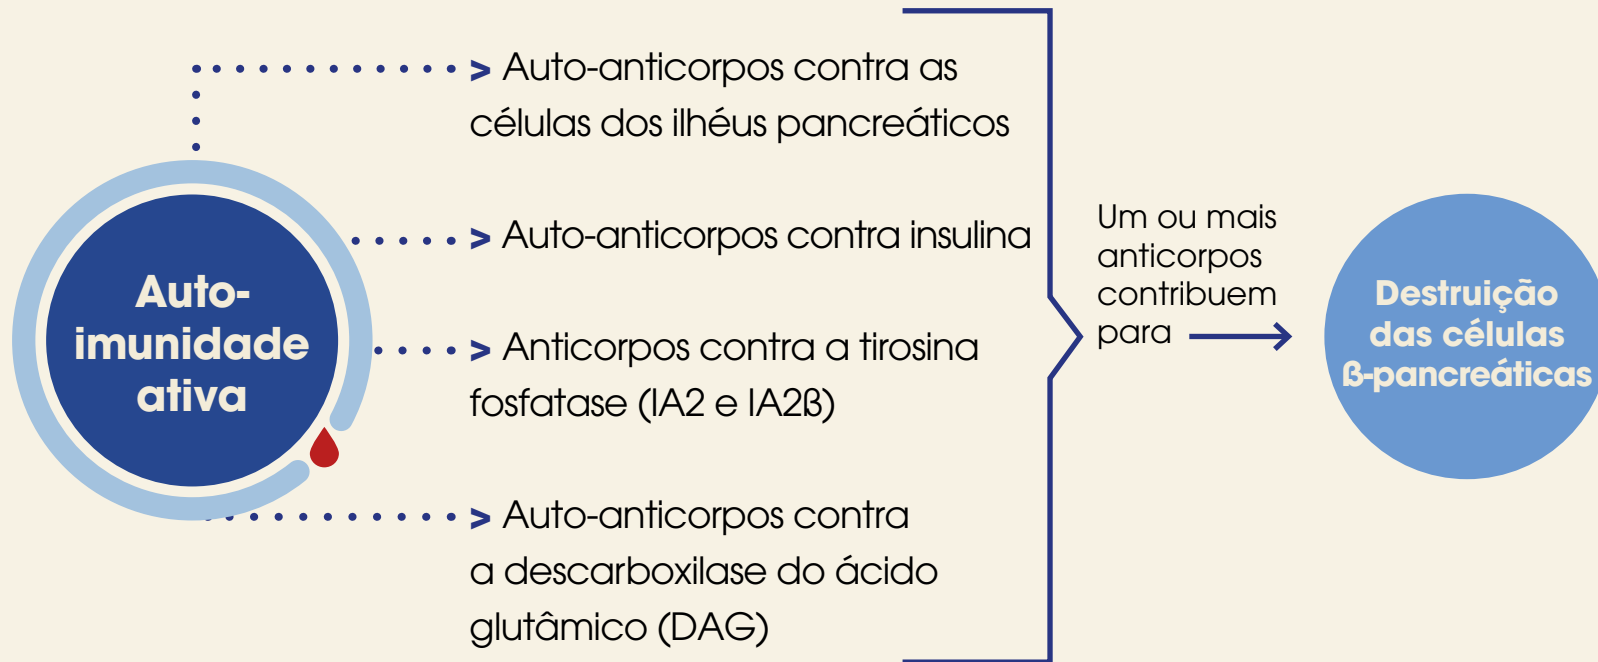 Auto-
imunidade
ativa
> Auto-anticorpos contra as
células dos ilhéus pancreáticos
> Auto-anticorpos contra insulina
> Anticorpos contra a tirosina
fosfatase (IA2 e IA2ß)
> Auto-anticorpos contra
a descarboxilase do ácido
glutâmico (DAG)
Um ou mais
anticorpos
contribuem
para
Destruição
das células
ß-pancreáticas